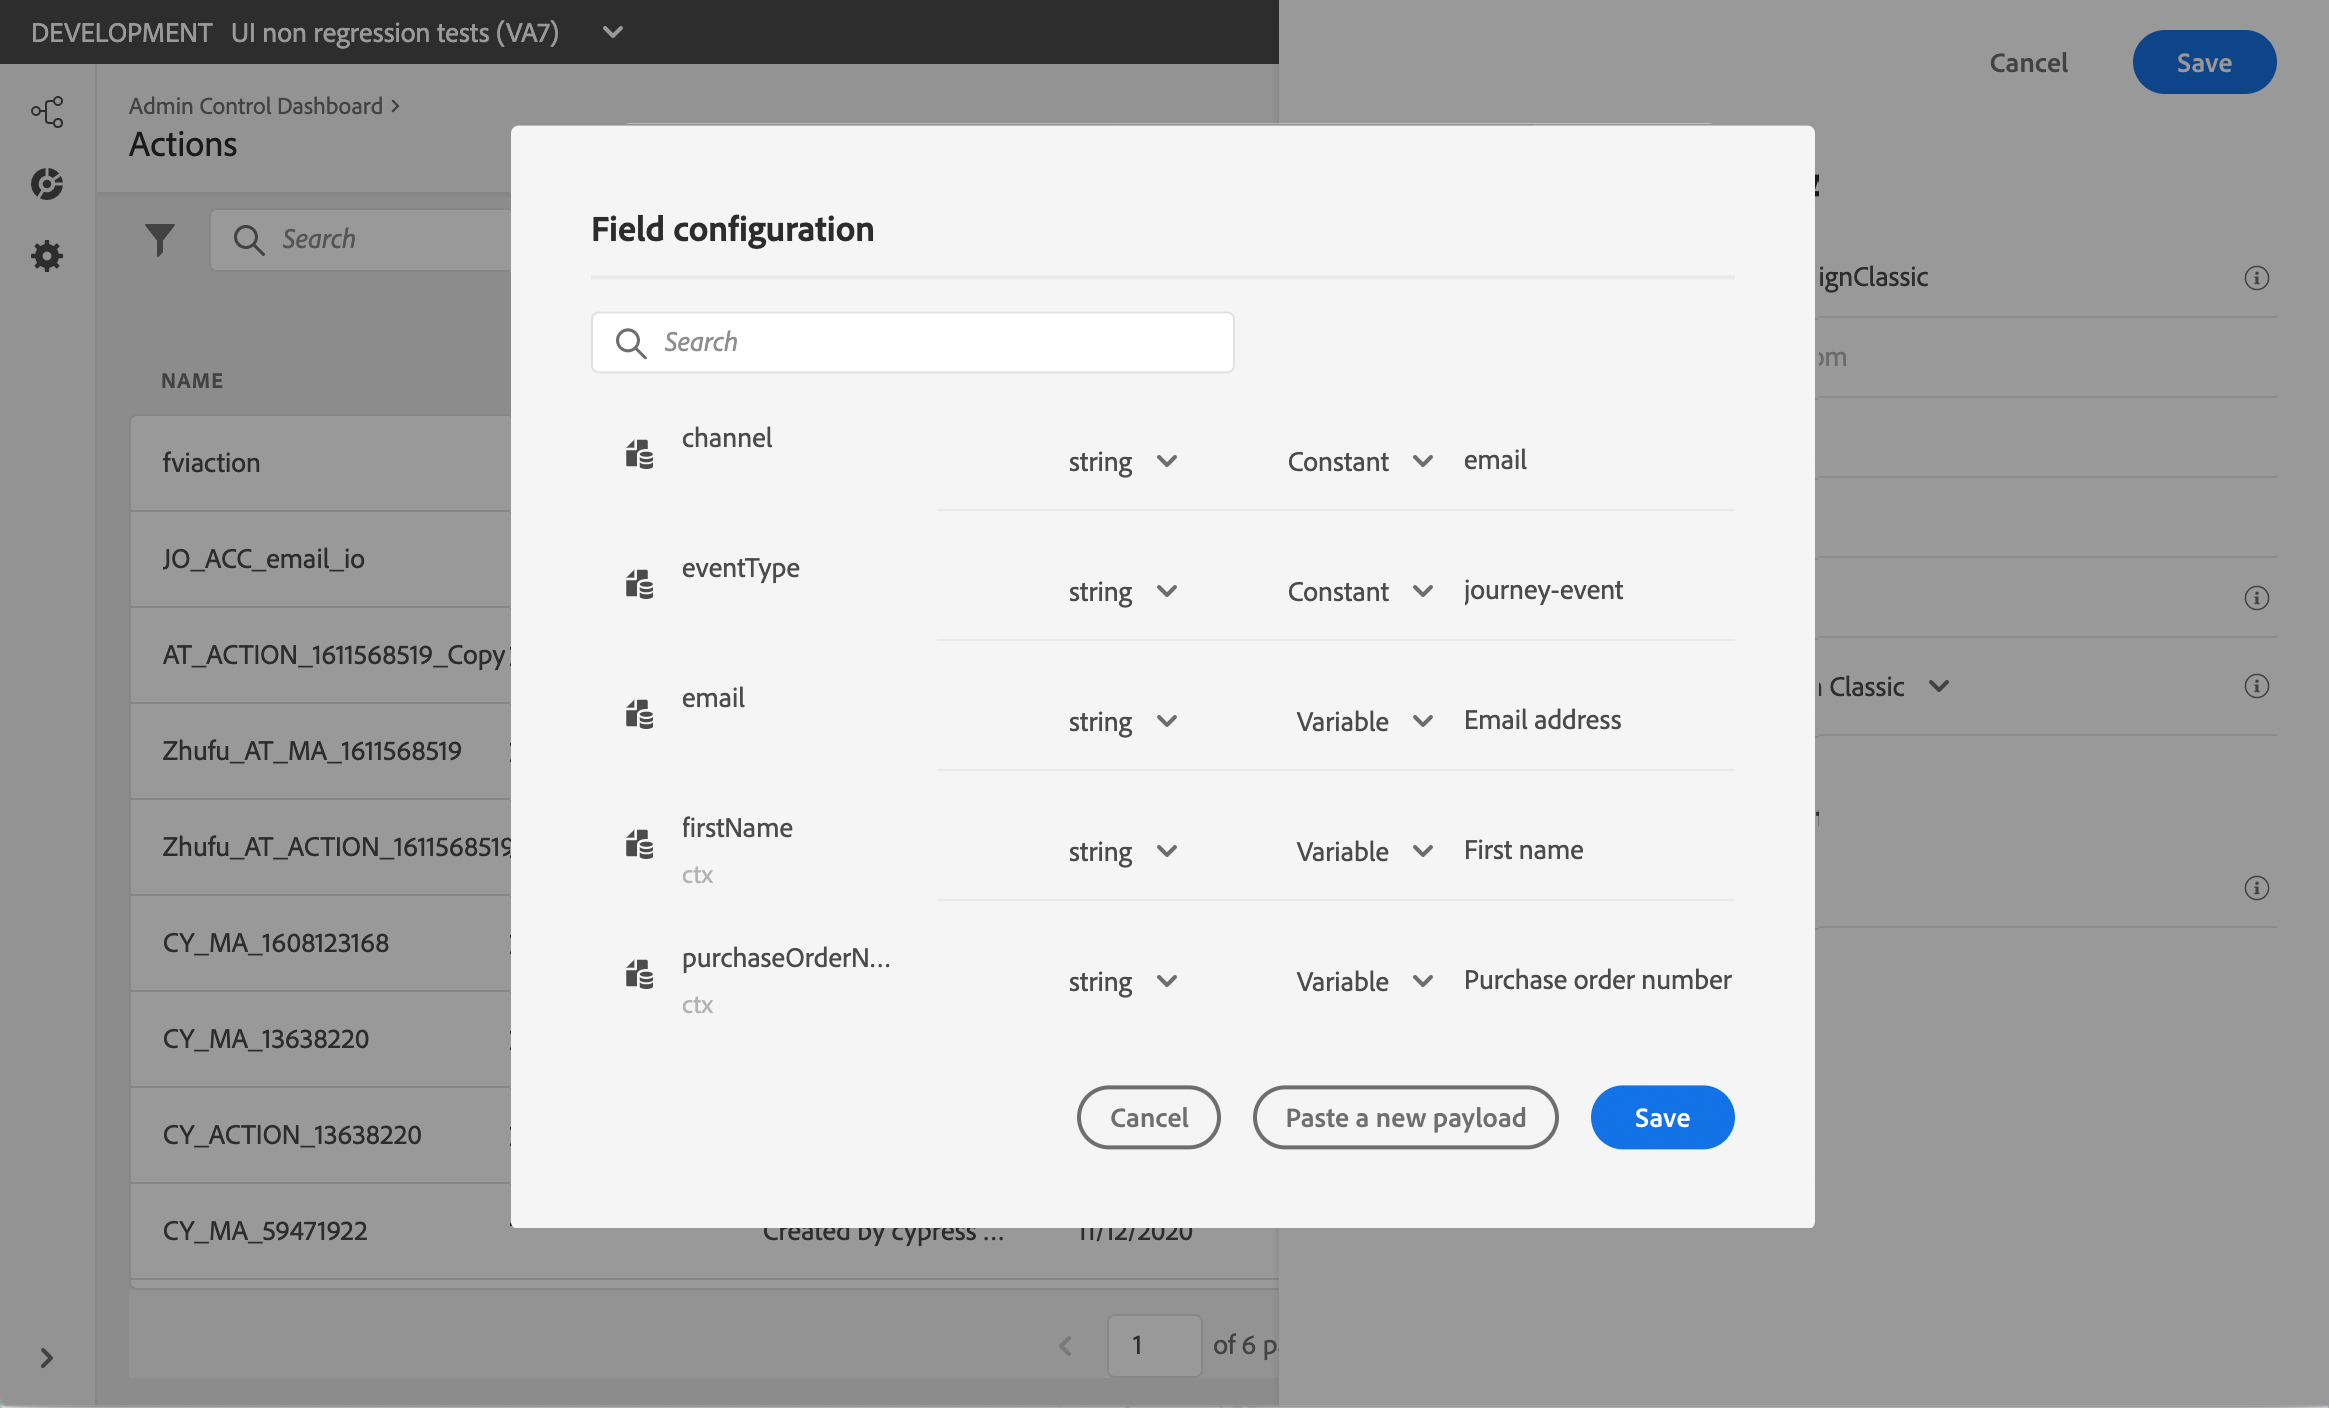 DEVELOPMENT UI non regression tests (VA7)
Cancel
Save
Admin Control Dashboard >
Actions
Search
NAME
fviaction
JO_ACC_email_io
AT_ACTION_1611568519_Copy
Zhufu_AT_MA_1611568519
Zhufu_AT_ACTION_1611568519
CY_MA_1608123168
CY_MA_13638220
CY_ACTION_13638220
CY_MA_59471922 Created by cypress ... 11/12/2020
1 of 6 p
Field configuration
Search
channel string Constant email
eventType string Constant journey-event
email string Variable Email address
firstName string Variable First name
ctx
purchaseOrderN... string Variable Purchase order number
ctx
Cancel Paste a new payload Save
ignClassic
om
Classic